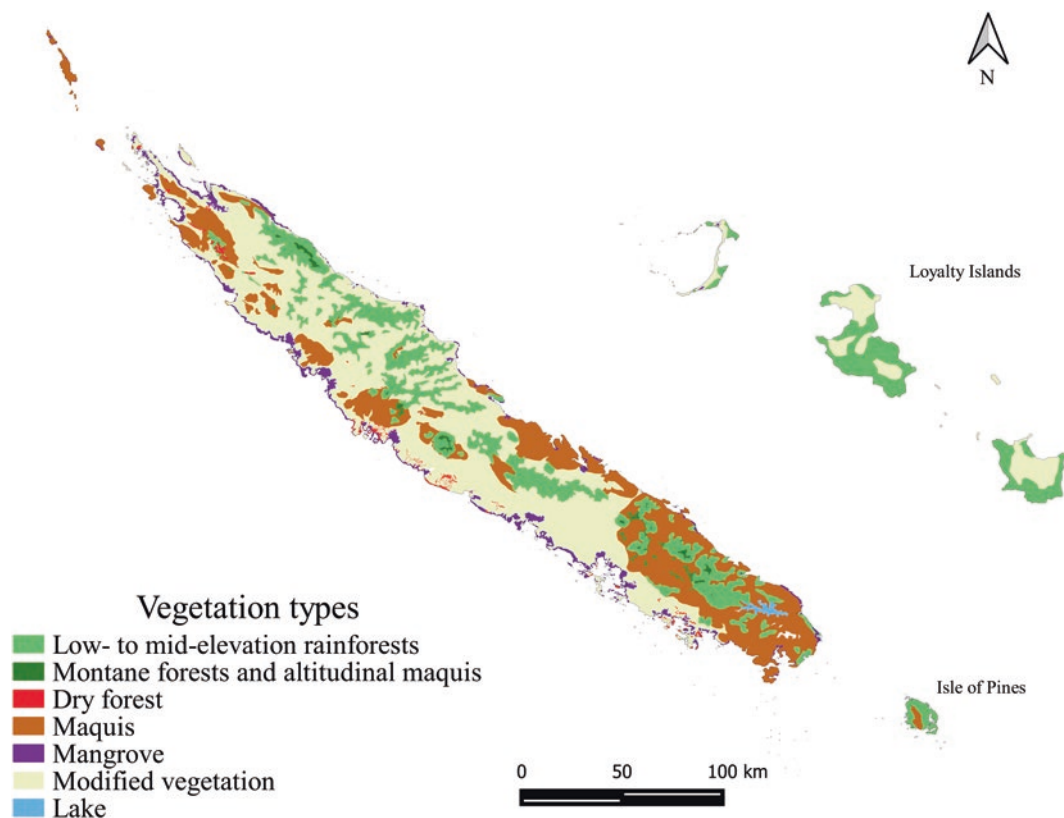 N
Loyalty Islands
Isle of Pines
Vegetation types
Low- to mid-elevation rainforests
Montane forests and altitudinal maquis
Dry forest
Maquis
Mangrove
Modified vegetation
Lake
0 50 100 km